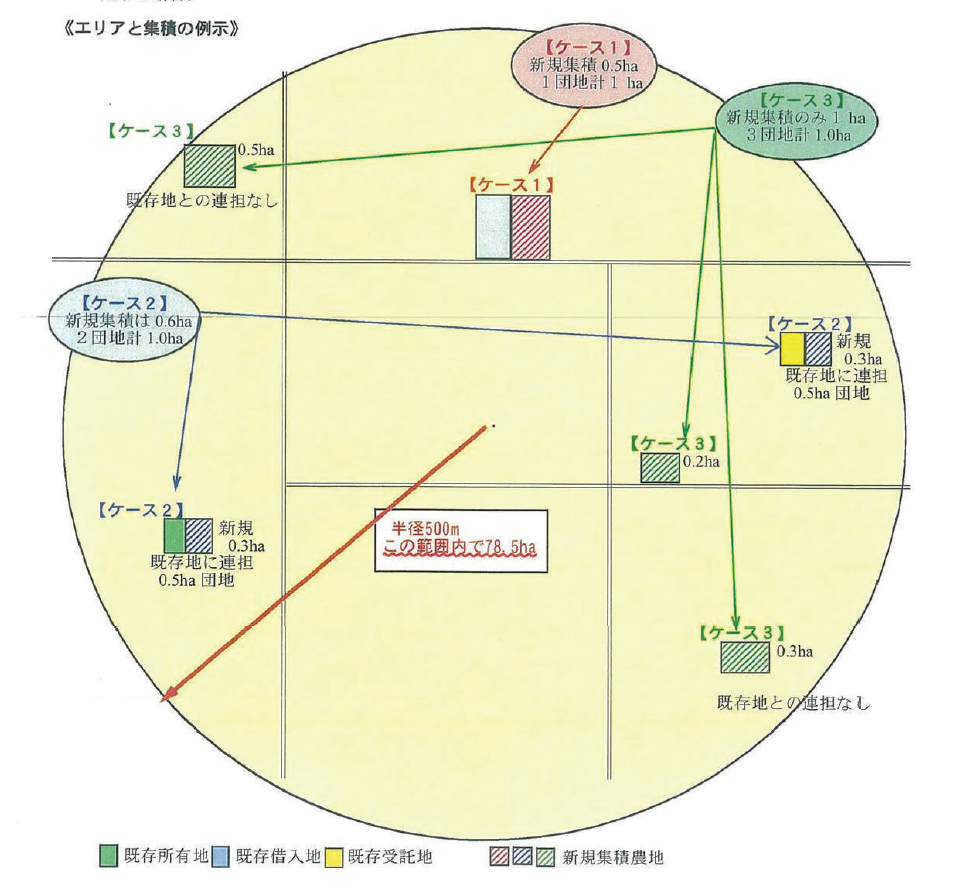 《エリアと集積の例示》
【ケース1】
新規集積 0.5ha
1団地計 1 ha
【ケース3】
新規集積のみ 1 ha
3団地計 1.0ha
【ケース3】
0.5ha
既存地との連担なし
【ケース1】
【ケース2】
新規集積は 0.6ha
2団地計 1.0ha
【ケース2】
新規
0.3ha
既存地に連担
0.5ha 団地
【ケース3】
0.2ha
【ケース2】
新規
0.3ha
既存地に連担
0.5ha 団地
半径500m
この範囲内で78.5ha
【ケース3】
0.3ha
既存地との連担なし
既存所有地 既存借入地 既存受託地 新規集積農地